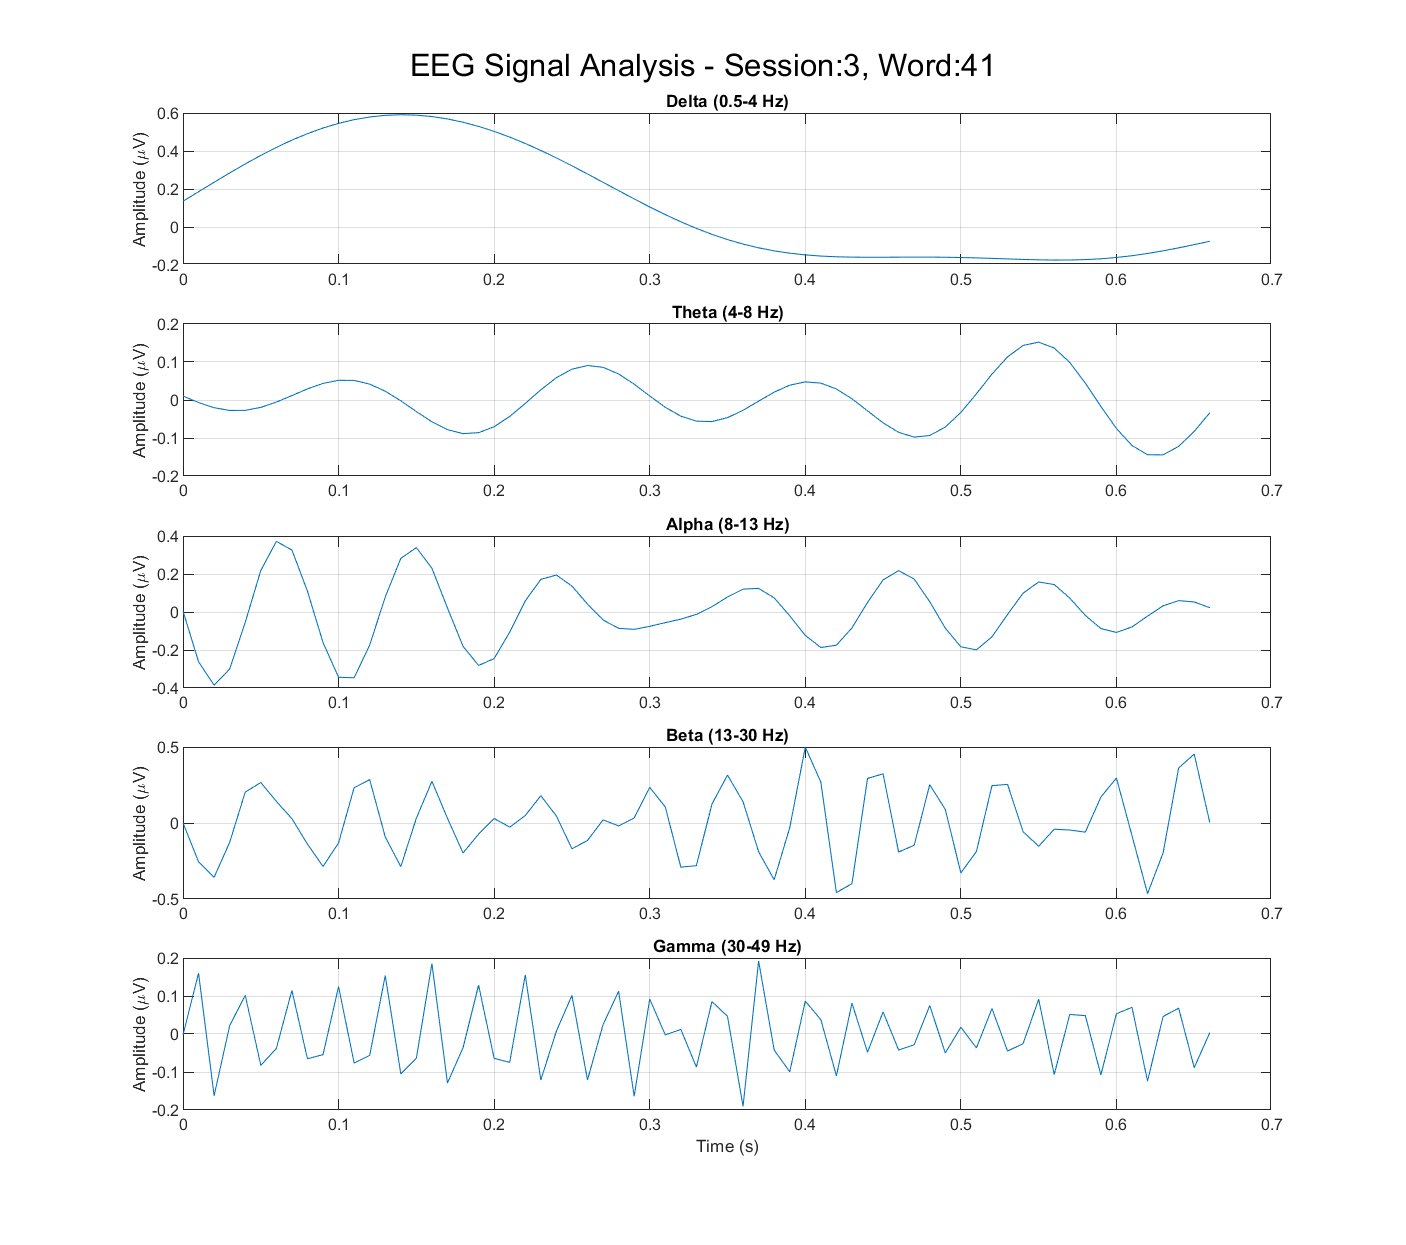 EEG Signal Analysis - Session:3, Word:41
Delta (0.5-4 Hz)
Amplitude (μV)
0.6
0.4
0.2
0
-0.2
0 0.1 0.2 0.3 0.4 0.5 0.6 0.7
Theta (4-8 Hz)
Amplitude (μV)
0.2
0.1
0
-0.1
-0.2
0 0.1 0.2 0.3 0.4 0.5 0.6 0.7
Alpha (8-13 Hz)
Amplitude (μV)
0.4
0.2
0
-0.2
-0.4
0 0.1 0.2 0.3 0.4 0.5 0.6 0.7
Beta (13-30 Hz)
Amplitude (μV)
0.5
0
-0.5
0 0.1 0.2 0.3 0.4 0.5 0.6 0.7
Gamma (30-49 Hz)
Amplitude (μV)
0.2
0.1
0
-0.1
-0.2
0 0.1 0.2 0.3 0.4 0.5 0.6 0.7
Time (s)